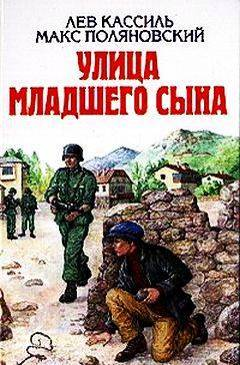 ЛЕВ КАССИЛЬ
МАКС ПОЛЯНОВСКИЙ
УЛИЦА
МЛАДШЕГО СЫНА